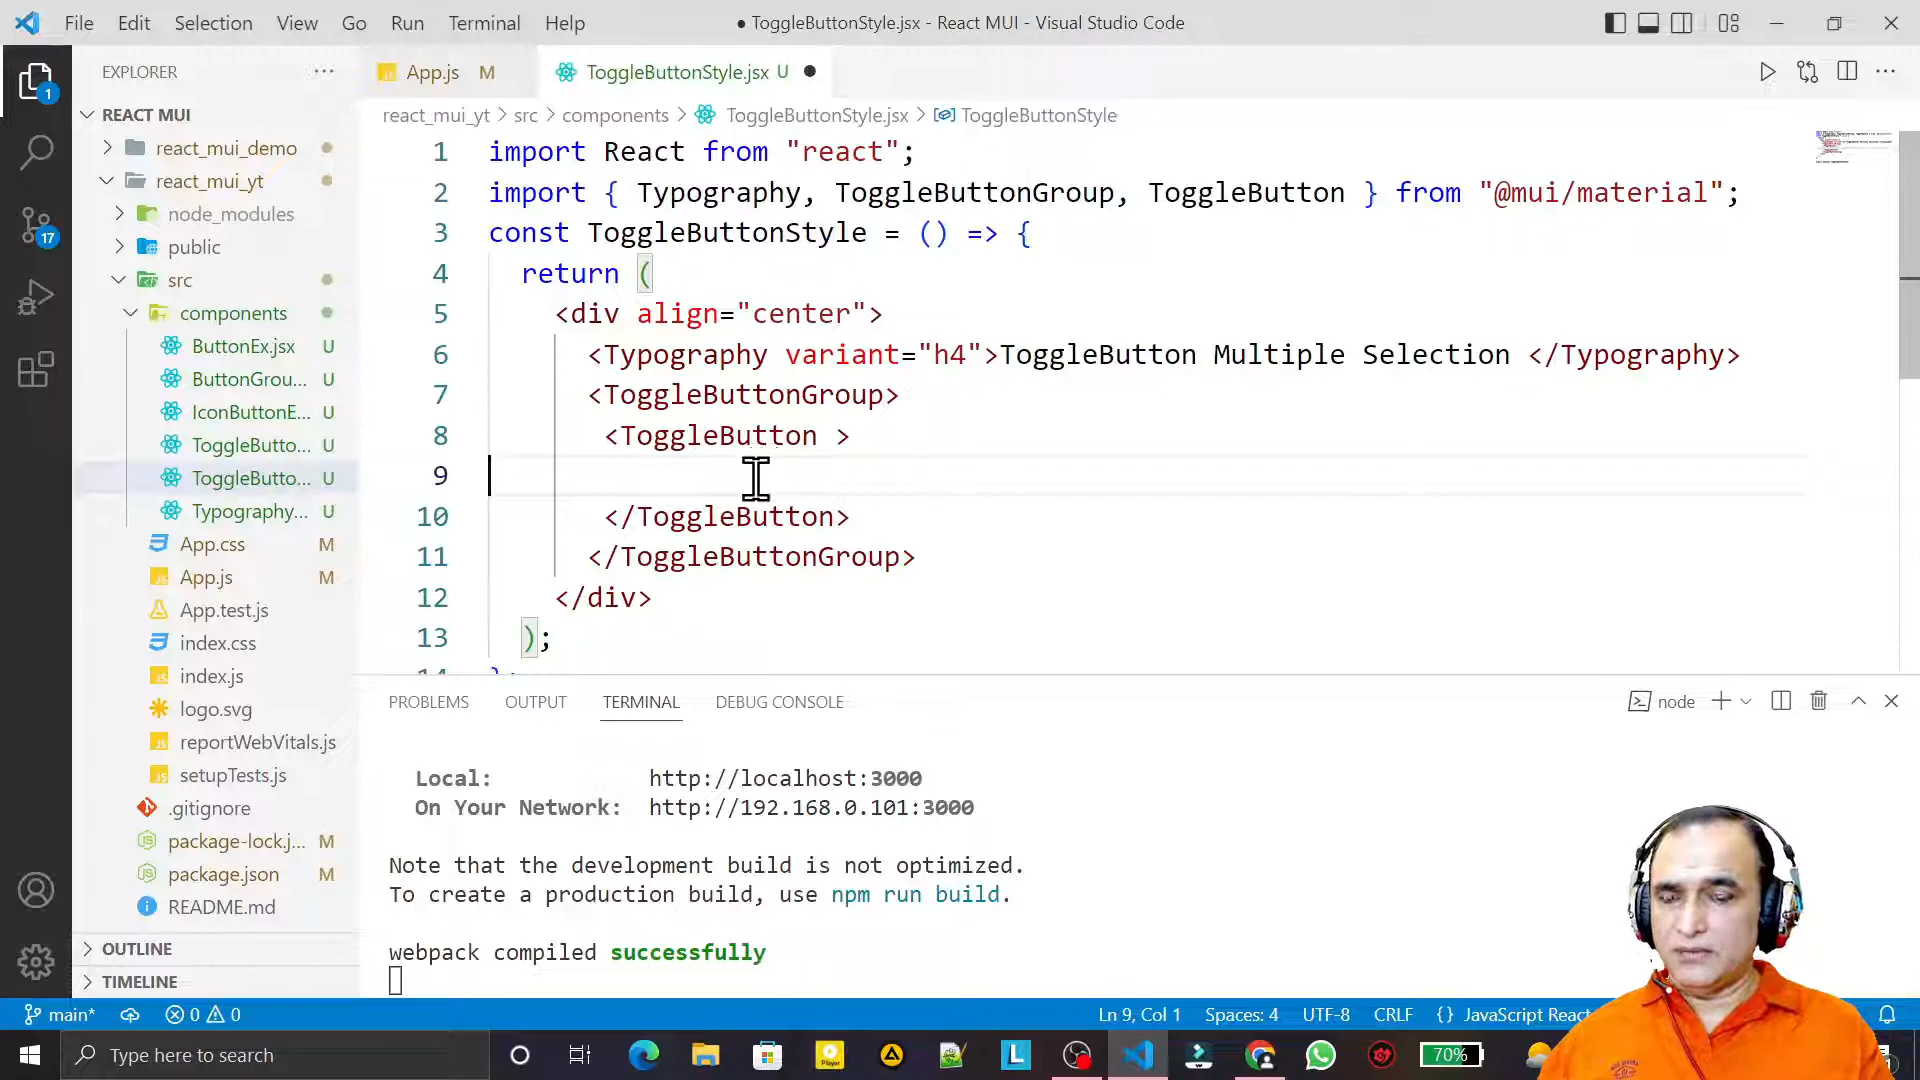 File Edit Selection View Go Run Terminal Help
● ToggleButtonStyle.jsx - React MUI - Visual Studio Code
EXPLORER
App.js M
ToggleButtonStyle.jsx U ●
react_mui_yt > src > components > ToggleButtonStyle.jsx > ToggleButtonStyle
1
REACT MUI
react_mui_demo
react_mui_yt
node_modules
17
public
src
components
ButtonEx.jsx U
ButtonGrou... U
IconButtonE... U
ToggleButto... U
ToggleButto... U
Typography... U
App.css M
App.js M
App.test.js
index.css
index.js
logo.svg
reportWebVitals.js
setupTests.js
.gitignore
package-lock.j... M
package.json M
README.md
OUTLINE
TIMELINE
1 import React from "react";
2 import { Typography, ToggleButtonGroup, ToggleButton } from "@mui/material";
3 const ToggleButtonStyle = () => {
4 return (
5 <div align="center">
6 <Typography variant="h4">ToggleButton Multiple Selection </Typography>
7 <ToggleButtonGroup>
8 <ToggleButton >
9
10 </ToggleButton>
11 </ToggleButtonGroup>
12 </div>
13 );
PROBLEMS OUTPUT TERMINAL DEBUG CONSOLE
node
Local: http://localhost:3000
On Your Network: http://192.168.0.101:3000
Note that the development build is not optimized.
To create a production build, use npm run build.
webpack compiled successfully
main* 0 0
Ln 9, Col 1 Spaces: 4 UTF-8 CRLF {} JavaScript React
Type here to search
70%